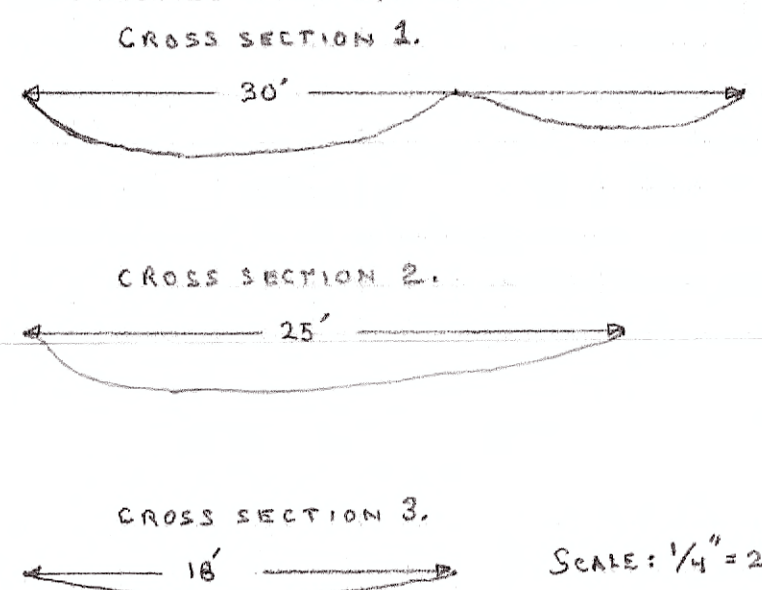 CROSS SECTION 1.
30'
CROSS SECTION 2.
25'
CROSS SECTION 3.
18'
SCALE: 1/4" = 2